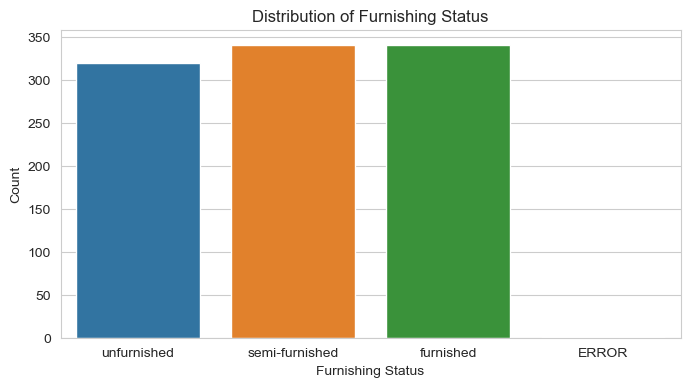 Distribution of Furnishing Status
Count
350
300
250
200
150
100
50
0
unfurnished semi-furnished furnished ERROR
Furnishing Status